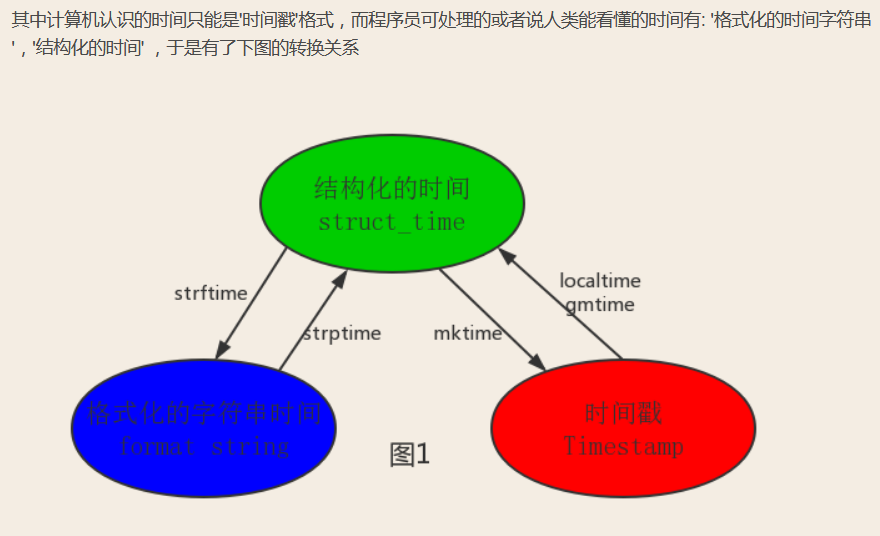 其中计算机认识的时间只能是'时间戳'格式，而程序员可处理的或者说人类能看懂的时间有: '格式化的时间字符串
'，'结构化的时间' ，于是有了下图的转换关系
结构化的时间
struct_time
strftime
strptime
mktime
localtime
gmtime
格式化的字符串时间
format string
时间戳
Timestamp
图1